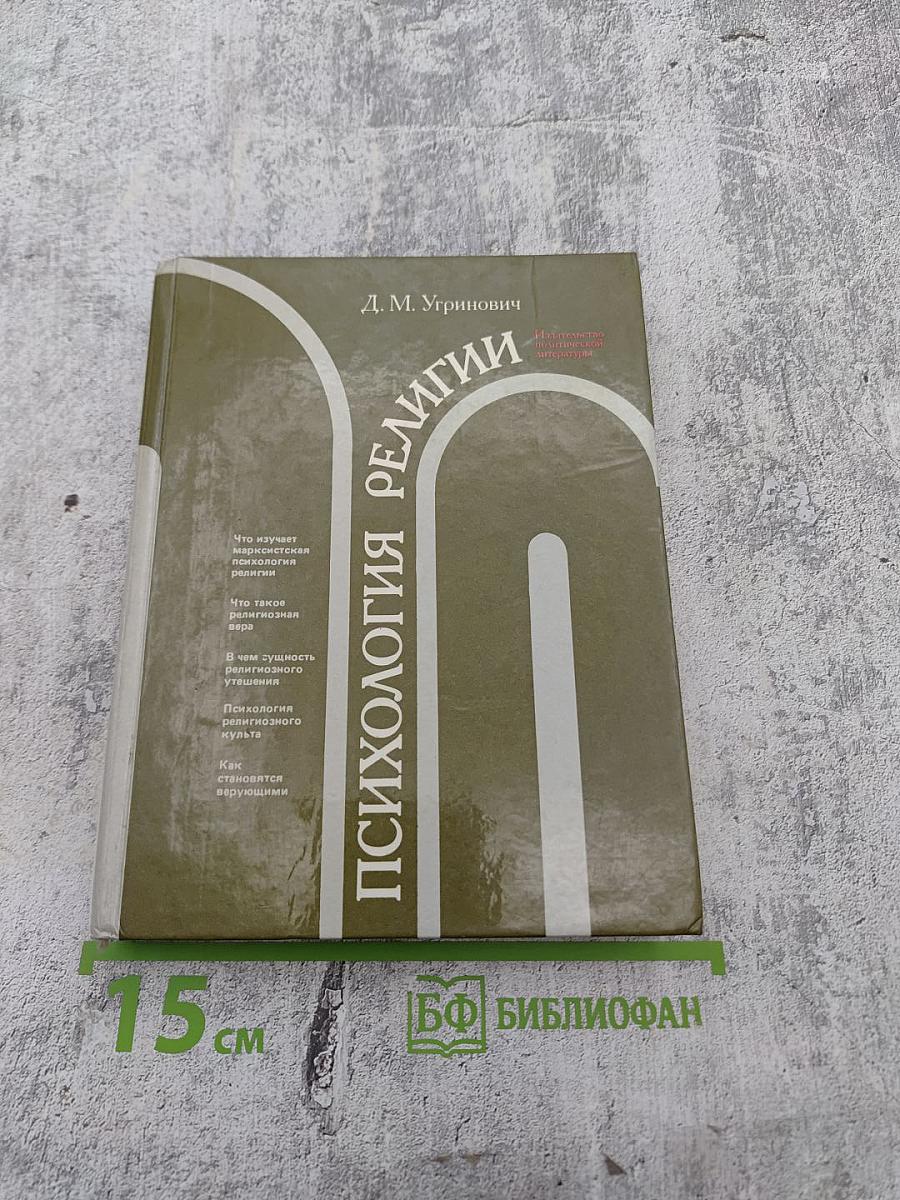 Д. М. Угринович
Издательство
политической
литературы
ПСИХОЛОГИЯ РЕЛИГИИ
Что изучает
марксистская
психология
религии
Что такое
религиозная
вера
В чем сущность
религиозного
утешения
Психология
религиозного
культа
Как
становятся
верующими
15 см
БФ БИБЛИОФАН